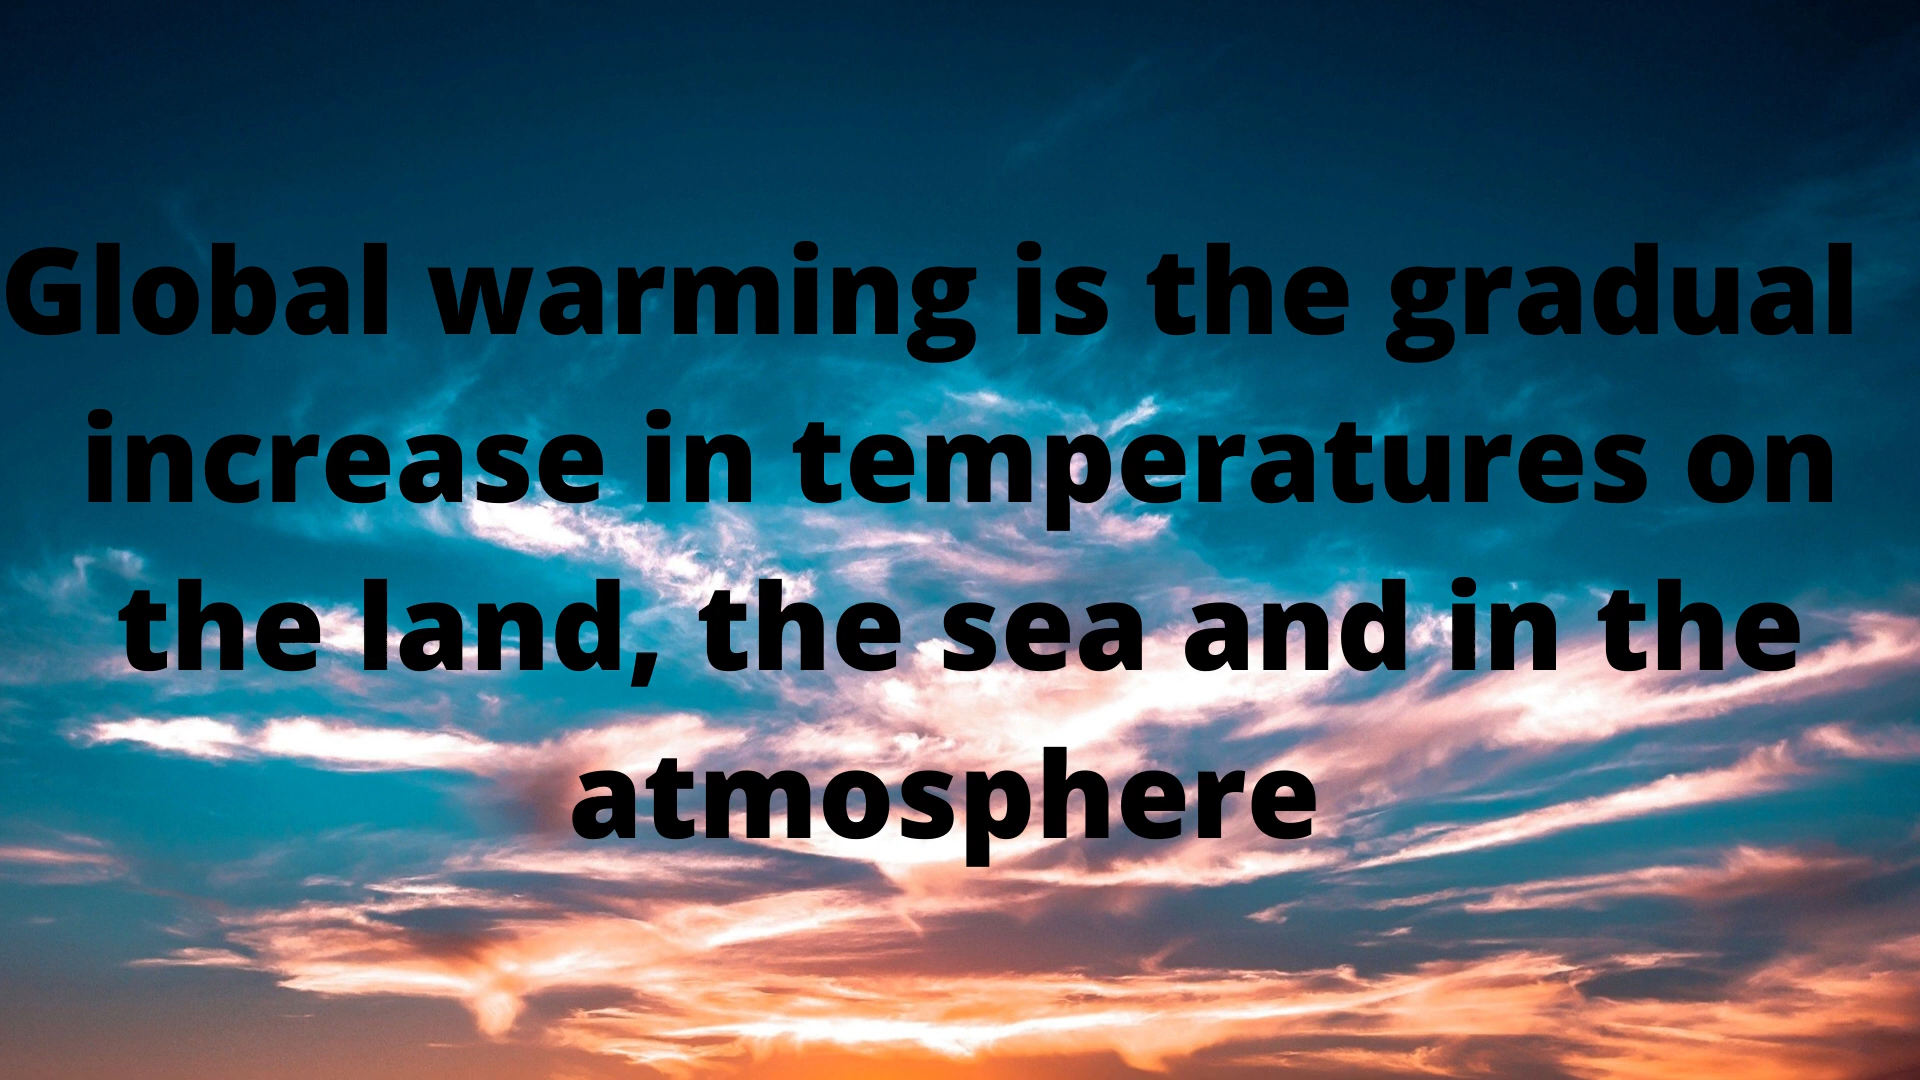 Global warming is the gradual
increase in temperatures on
the land, the sea and in the
atmosphere